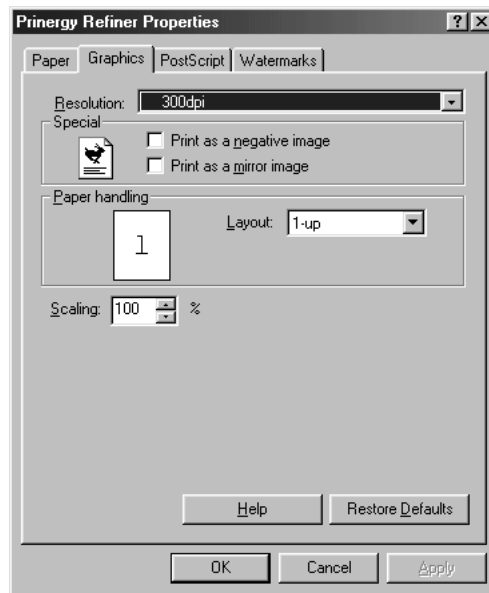 Prinergy Refiner Properties
Paper Graphics PostScript Watermarks
Resolution: 300dpi
Special
Print as a negative image
Print as a mirror image
Paper handling
1
Layout: 1-up
Scaling: 100 %
Help Restore Defaults
OK Cancel Apply